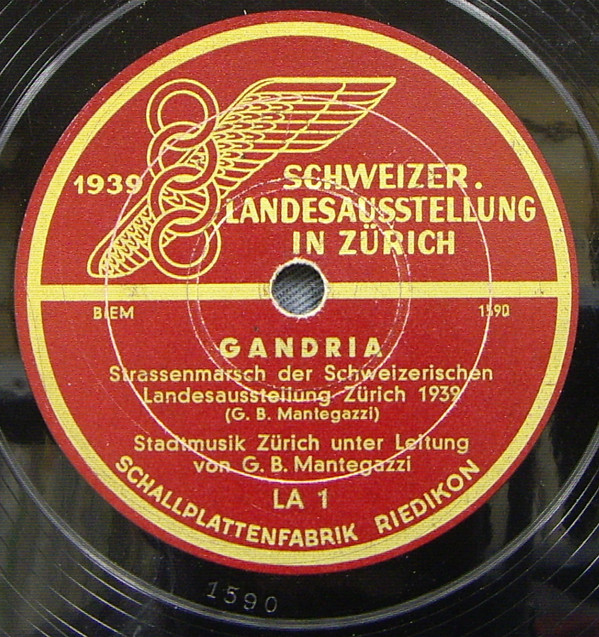 1939
SCHWEIZER.
LANDESAUSSTELLUNG
IN ZÜRICH
BIEM
1590
GANDRIA
Strassenmarsch der Schweizerischen
Landesausstellung Zürich 1939
(G. B. Mantegazzi)
Stadtmusik Zürich unter Leitung
von G. B. Mantegazzi
LA 1
SCHALLPLATTENFABRIK RIEDIKON
1590